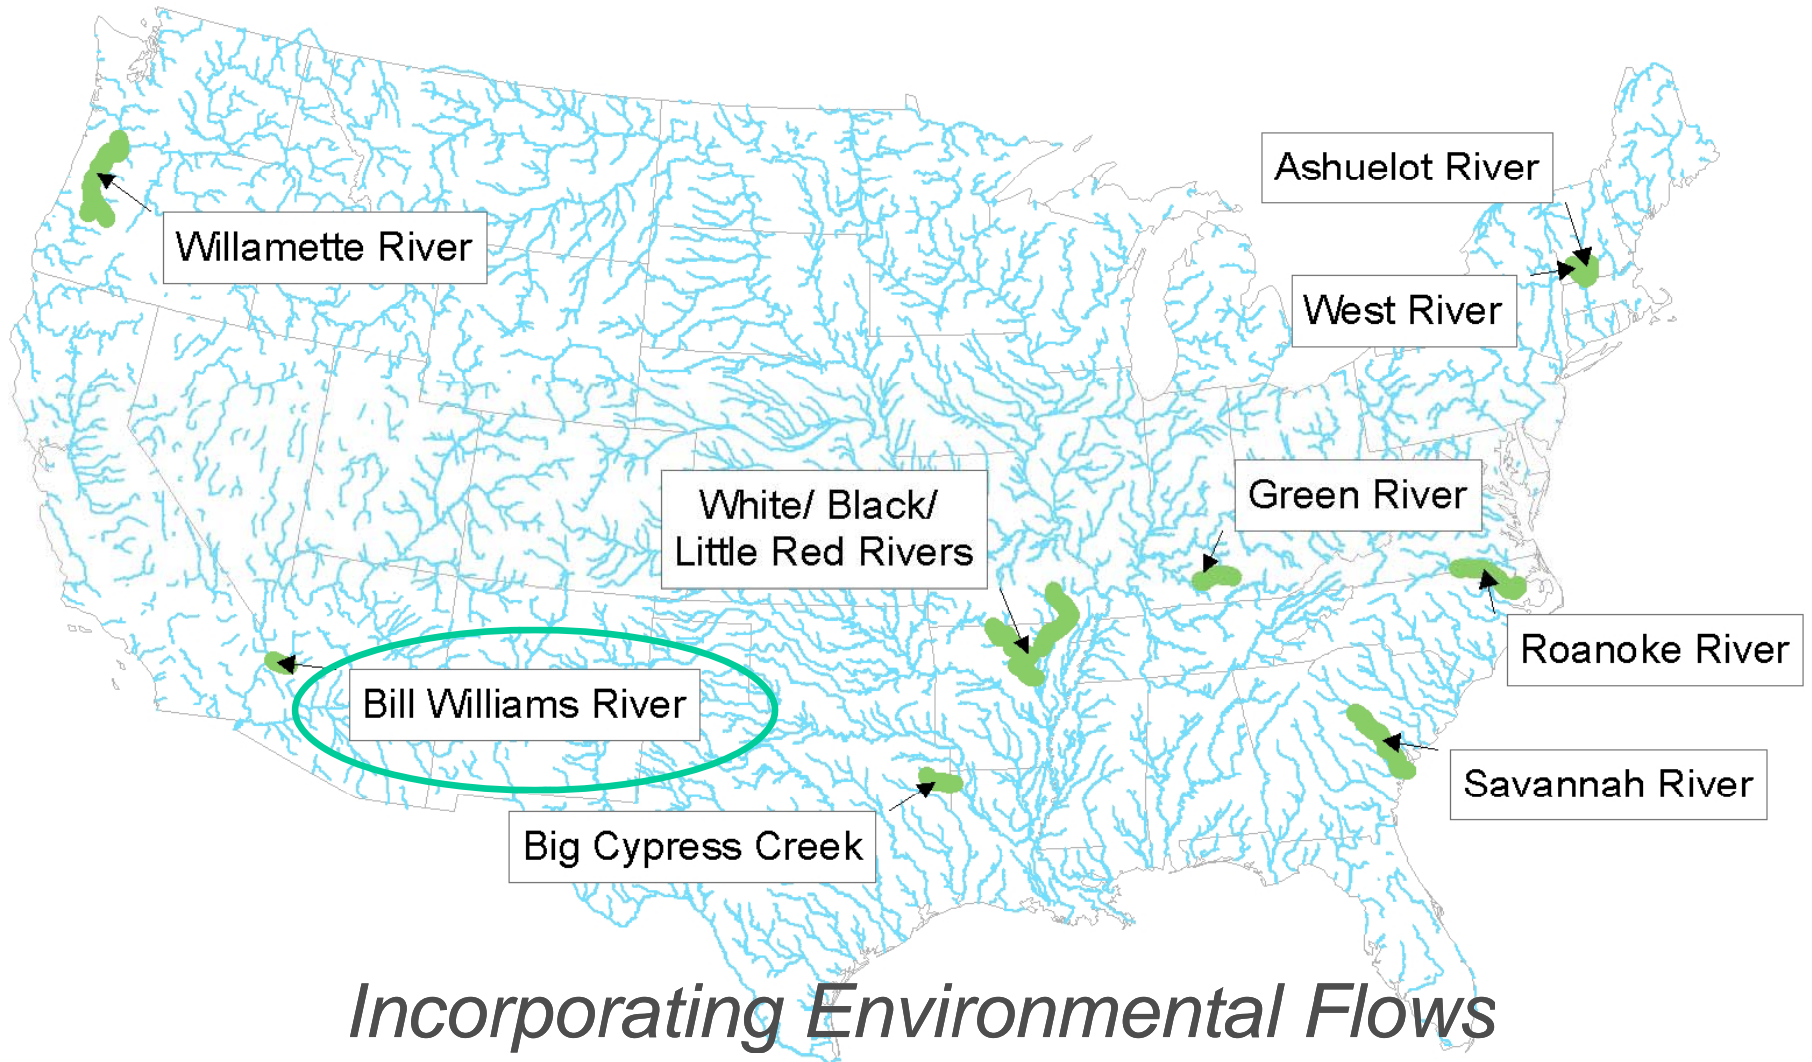 Ashuelot River
Willamette River
West River
White/ Black/
Little Red Rivers
Green River
Roanoke River
Bill Williams River
Savannah River
Big Cypress Creek
Incorporating Environmental Flows